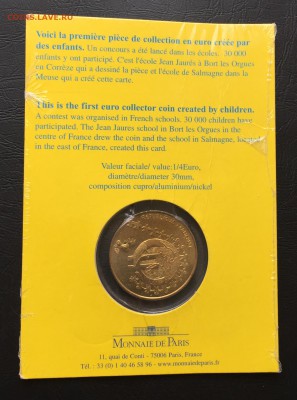 Coins.ЛАВ.RU
Voici la première pièce de collection en euro créée par
des enfants. Un concours a été lancé dans les écoles. 30.000
enfants y ont participé. C'est l'école Jean Jaurès à Bort les Orgues
en Corrèze qui a dessiné la pièce et l'école de Salmagne dans la
Meuse qui a créé cette carte.
This is the first euro collector coin created by children.
A contest was organised in French schools. 30 000 children have
participated. The Jean Jaures school in Bort les Orgues in the
centre of France drew the coin and the school in Salmagne, located
in the east of France, created this card.
Valeur faciale/ value:1/4Euro,
diamètre/diameter 30mm,
composition cupro/aluminium/nickel
MONNAIE DE PARIS
11, quai de Conti - 75006 Paris, France
Tél. : 33 (0) 1 40 46 58 96 - www.monnaiedeparis.fr